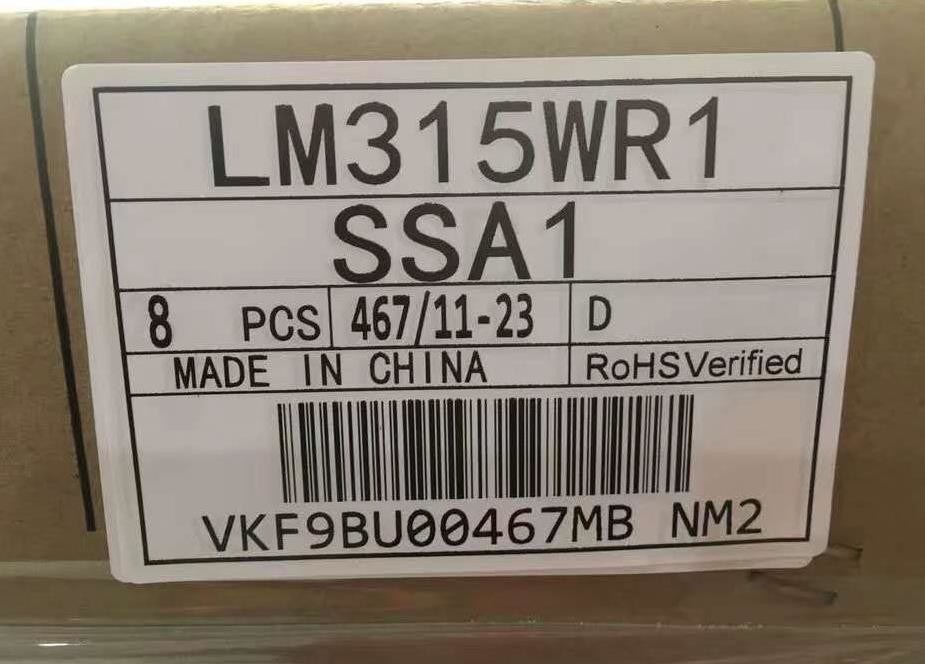 LM315WR1
SSA1
8 PCS 467/11-23 D
MADE IN CHINA RoHSVerified
VKF9BU00467MB NM2